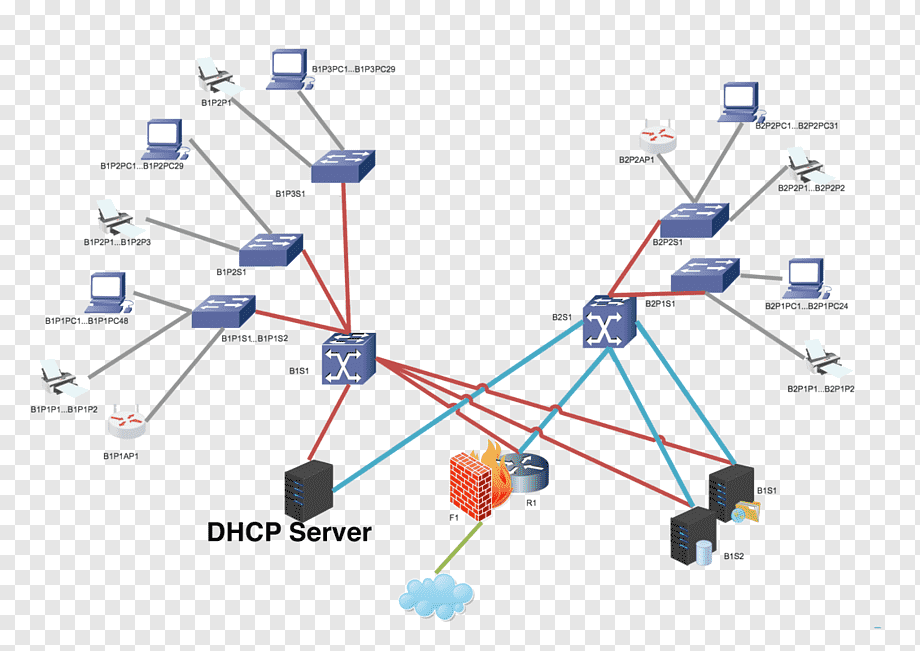 B1P3PC1...B1P3PC29
B1P2P1
B2P2PC1...B2P2PC31
B2P2AP1
B1P2PC1...B1P2PC29
B2P2P1...B2P2P2
B1P3S1
B1P2P1...B1P2P3
B2P2S1
B1P2S1
B2P1S1
B2P1PC1...B2P1PC24
B1P1PC1...B1P1PC48
B2S1
B1P1S1...B1P1S2
B1S1
B2P1P1...B2P1P2
B1P1P1...B1P1P2
B1P1AP1
B1S1
R1
F1
DHCP Server
B1S2